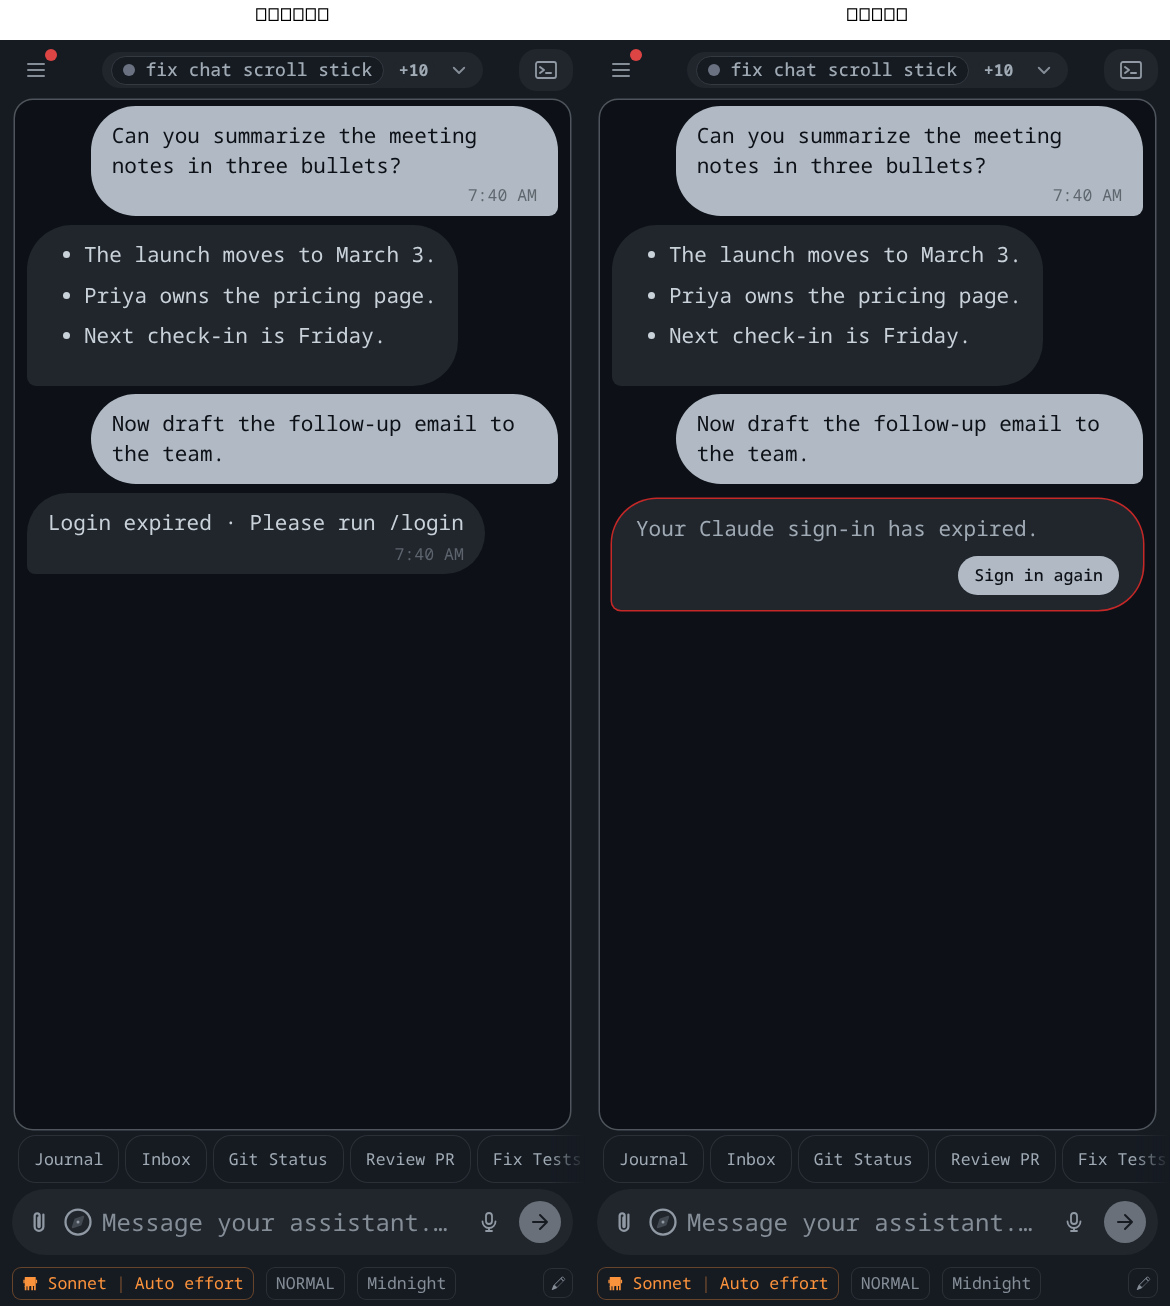 fix chat scroll stick +10
Can you summarize the meeting
notes in three bullets?
7:40 AM
• The launch moves to March 3.
• Priya owns the pricing page.
• Next check-in is Friday.
Now draft the follow-up email to
the team.
Login expired · Please run /login
7:40 AM
Journal Inbox Git Status Review PR Fix Tests
Message your assistant.…
Sonnet | Auto effort NORMAL Midnight
fix chat scroll stick +10
Can you summarize the meeting
notes in three bullets?
7:40 AM
• The launch moves to March 3.
• Priya owns the pricing page.
• Next check-in is Friday.
Now draft the follow-up email to
the team.
Your Claude sign-in has expired.
Sign in again
Journal Inbox Git Status Review PR Fix Tests
Message your assistant.…
Sonnet | Auto effort NORMAL Midnight